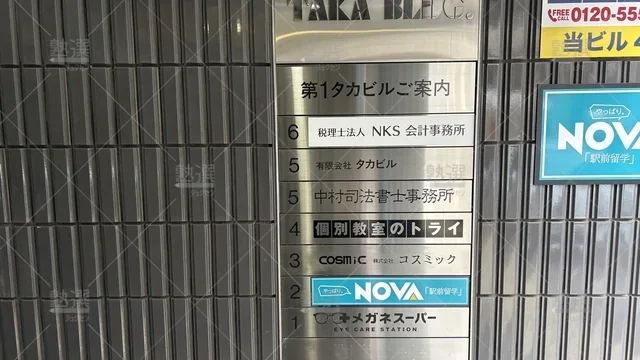 TAKA BLDG.
第1タカビルご案内
6 税理士法人 NKS 会計事務所
5 有限会社 タカビル
5 中村司法書士事務所
4 個別教室のトライ
3 COSMIC 株式会社 コスミック
2 やっぱり、 NOVA 「駅前留学」
1 メガネスーパー
EYE CARE STATION
FREE 0120-555
当ビル 4
やっぱり、
NOVA
「駅前留学」
塾選